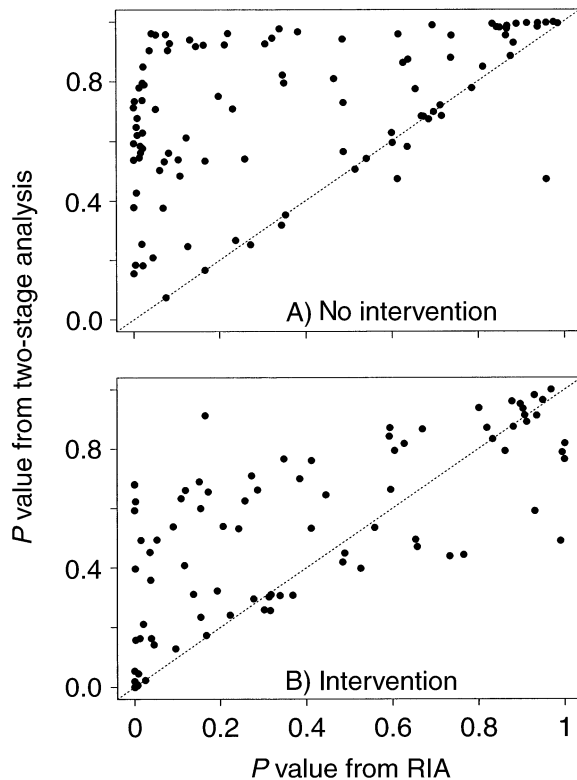 P value from two-stage analysis
0.8
0.4
0.0
A) No intervention
0.8
0.4
0.0
B) Intervention
0 0.2 0.4 0.6 0.8 1
P value from RIA